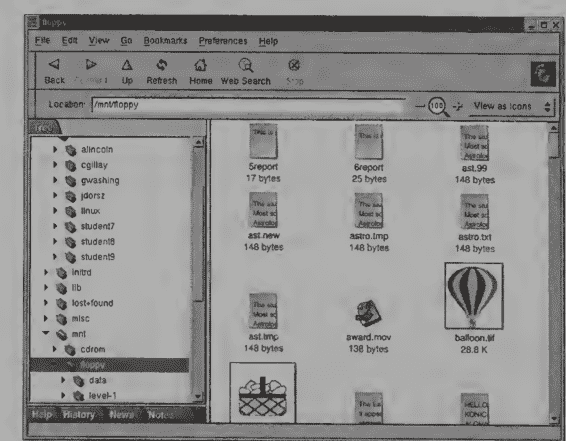 floppy
File Edit View Go Bookmarks Preferences Help
Back Forward Up Refresh Home Web Search Stop
Location: /mnt/floppy 100 View as Icons
Tree
alincoln
cgillay
gwashing
jdorsz
linux
student7
student8
student9
initrd
lib
lost+found
misc
mnt
cdrom
floppy
data
level-1
Help History News Notes
5report
17 bytes
6report
25 bytes
ast.99
148 bytes
ast.new
148 bytes
astro.tmp
148 bytes
astro.txt
148 bytes
ast.tmp
148 bytes
award.mov
138 bytes
balloon.tif
28.8 K